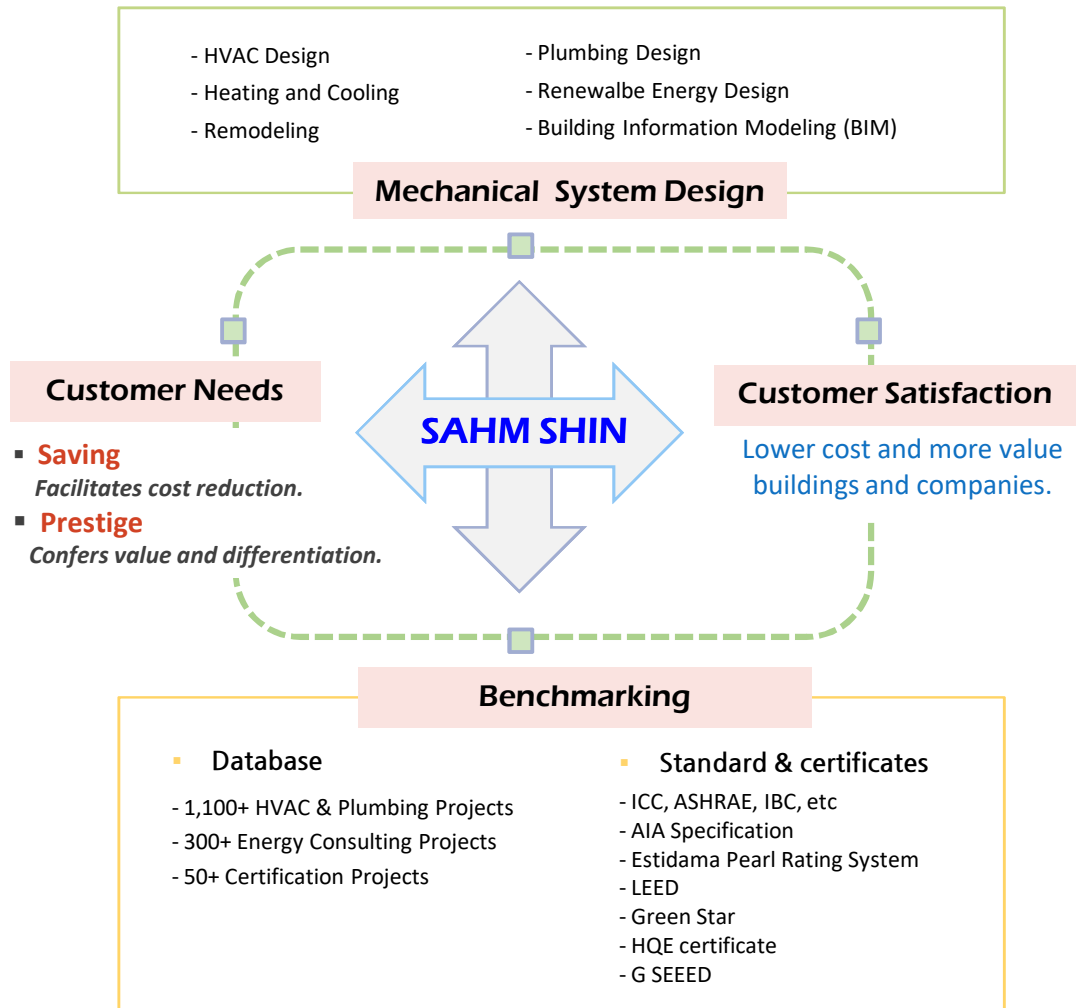 - HVAC Design
- Heating and Cooling
- Remodeling
- Plumbing Design
- Renewalbe Energy Design
- Building Information Modeling (BIM)
Mechanical System Design
Customer Needs
▪ Saving
Facilitates cost reduction.
▪ Prestige
Confers value and differentiation.
SAHM SHIN
Customer Satisfaction
Lower cost and more value
buildings and companies.
Benchmarking
▪ Database
- 1,100+ HVAC & Plumbing Projects
- 300+ Energy Consulting Projects
- 50+ Certification Projects
▪ Standard & certificates
- ICC, ASHRAE, IBC, etc
- AIA Specification
- Estidama Pearl Rating System
- LEED
- Green Star
- HQE certificate
- G SEEED